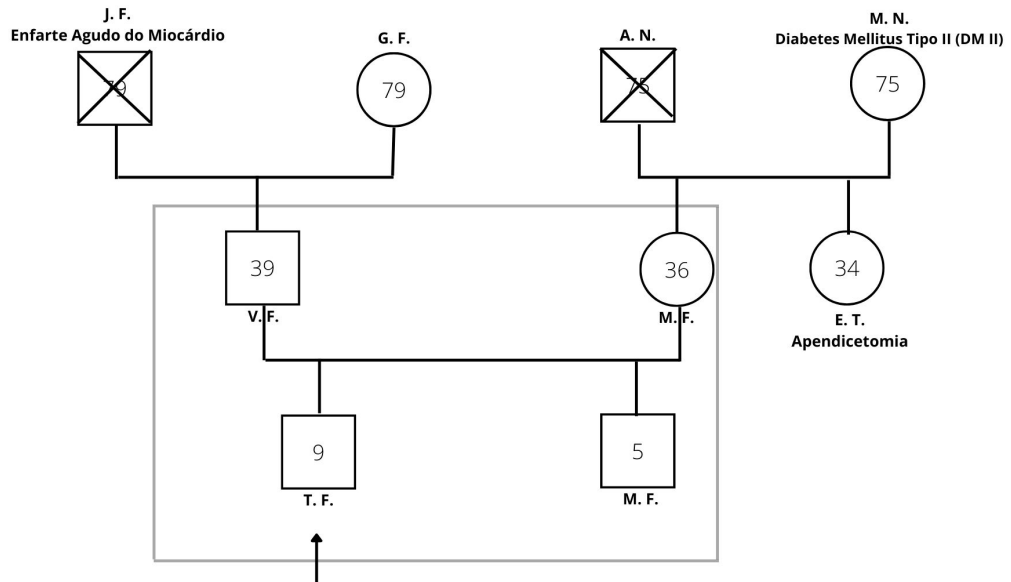 J. F.
Enfarte Agudo do Miocárdio
G. F.
A. N.
M. N.
Diabetes Mellitus Tipo II (DM II)
79
79
75
75
39
36
34
V. F.
M. F.
E. T.
Apendicetomia
9
5
T. F.
M. F.